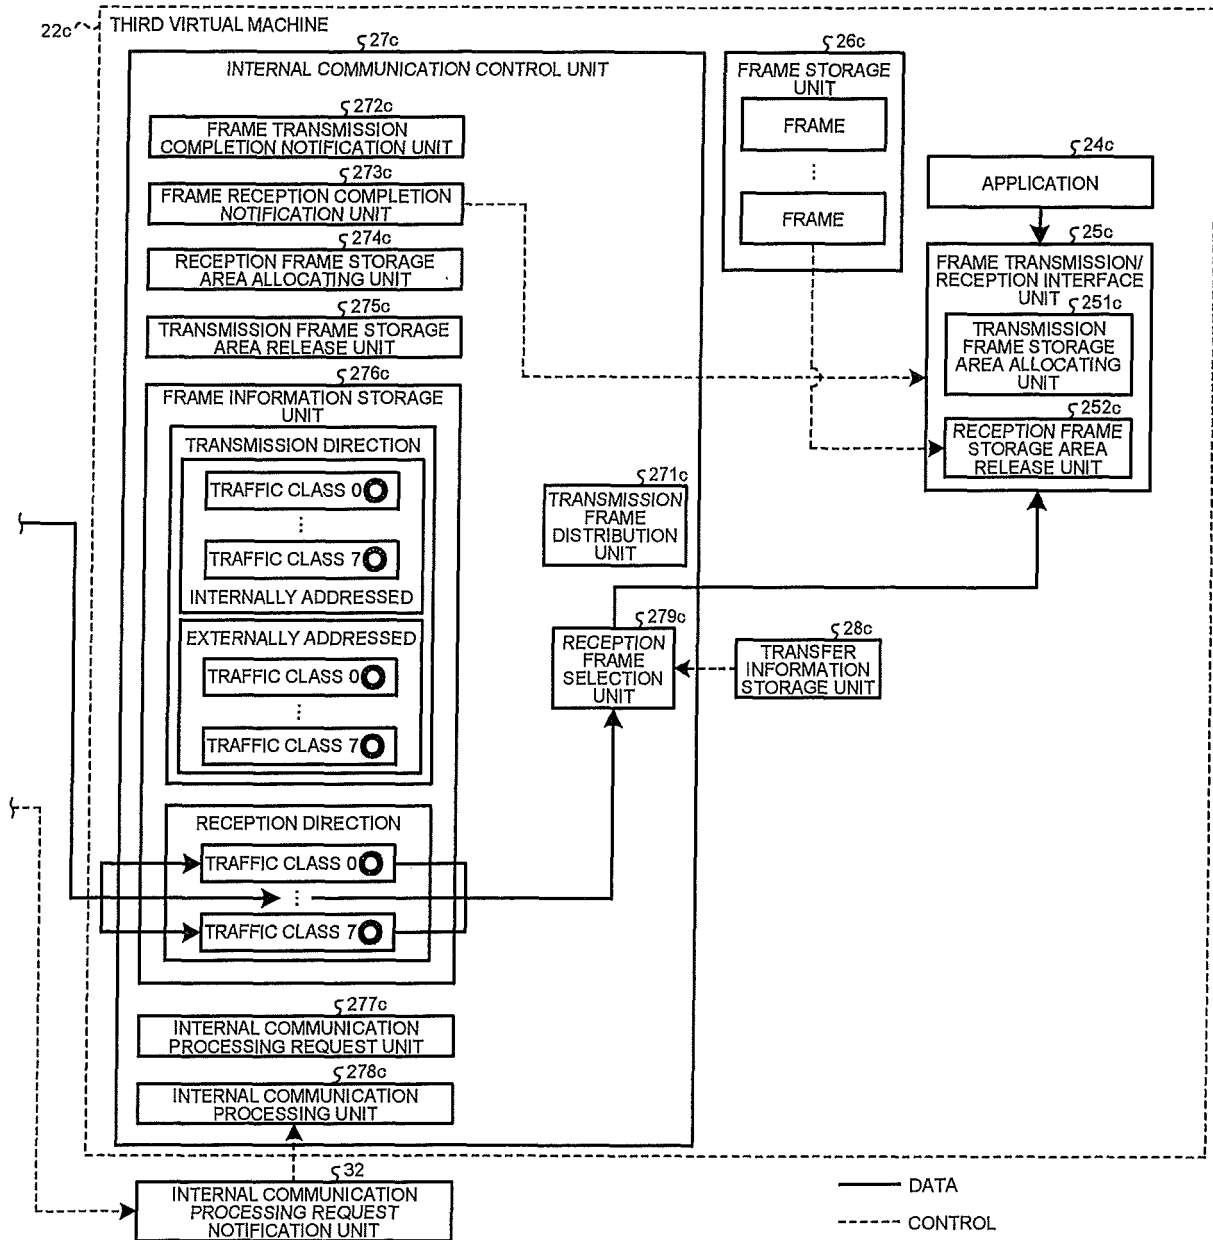 22c
THIRD VIRTUAL MACHINE
27c
INTERNAL COMMUNICATION CONTROL UNIT
272c
FRAME TRANSMISSION
COMPLETION NOTIFICATION UNIT
273c
FRAME RECEPTION COMPLETION
NOTIFICATION UNIT
274c
RECEPTION FRAME STORAGE
AREA ALLOCATING UNIT
275c
TRANSMISSION FRAME STORAGE
AREA RELEASE UNIT
276c
FRAME INFORMATION STORAGE
UNIT
TRANSMISSION DIRECTION
TRAFFIC CLASS 0
⋮
TRAFFIC CLASS 7
INTERNALLY ADDRESSED
EXTERNALLY ADDRESSED
TRAFFIC CLASS 0
⋮
TRAFFIC CLASS 7
RECEPTION DIRECTION
TRAFFIC CLASS 0
⋮
TRAFFIC CLASS 7
277c
INTERNAL COMMUNICATION
PROCESSING REQUEST UNIT
278c
INTERNAL COMMUNICATION
PROCESSING UNIT
32
INTERNAL COMMUNICATION
PROCESSING REQUEST
NOTIFICATION UNIT
271c
TRANSMISSION
FRAME
DISTRIBUTION
UNIT
279c
RECEPTION
FRAME
SELECTION
UNIT
26c
FRAME STORAGE
UNIT
FRAME
⋮
FRAME
28c
TRANSFER
INFORMATION
STORAGE UNIT
24c
APPLICATION
25c
FRAME TRANSMISSION/
RECEPTION INTERFACE
UNIT
251c
TRANSMISSION
FRAME STORAGE
AREA ALLOCATING
UNIT
252c
RECEPTION FRAME
STORAGE AREA
RELEASE UNIT
DATA
CONTROL